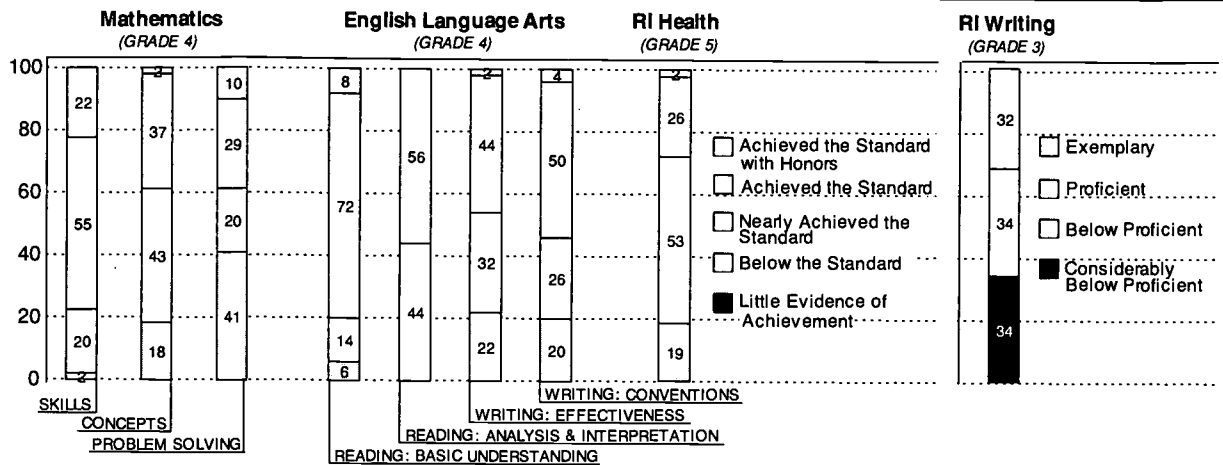 Mathematics
(GRADE 4)
English Language Arts
(GRADE 4)
RI Health
(GRADE 5)
RI Writing
(GRADE 3)
100
80
60
40
20
0
22
55
20
2
2
37
43
18
10
29
20
41
8
72
14
6
56
44
2
44
32
22
4
50
26
20
2
26
53
19
Achieved the Standard
with Honors
Achieved the Standard
Nearly Achieved the
Standard
Below the Standard
Little Evidence of
Achievement
32
34
34
Exemplary
Proficient
Below Proficient
Considerably
Below Proficient
SKILLS
CONCEPTS
PROBLEM SOLVING
WRITING: CONVENTIONS
WRITING: EFFECTIVENESS
READING: ANALYSIS & INTERPRETATION
READING: BASIC UNDERSTANDING